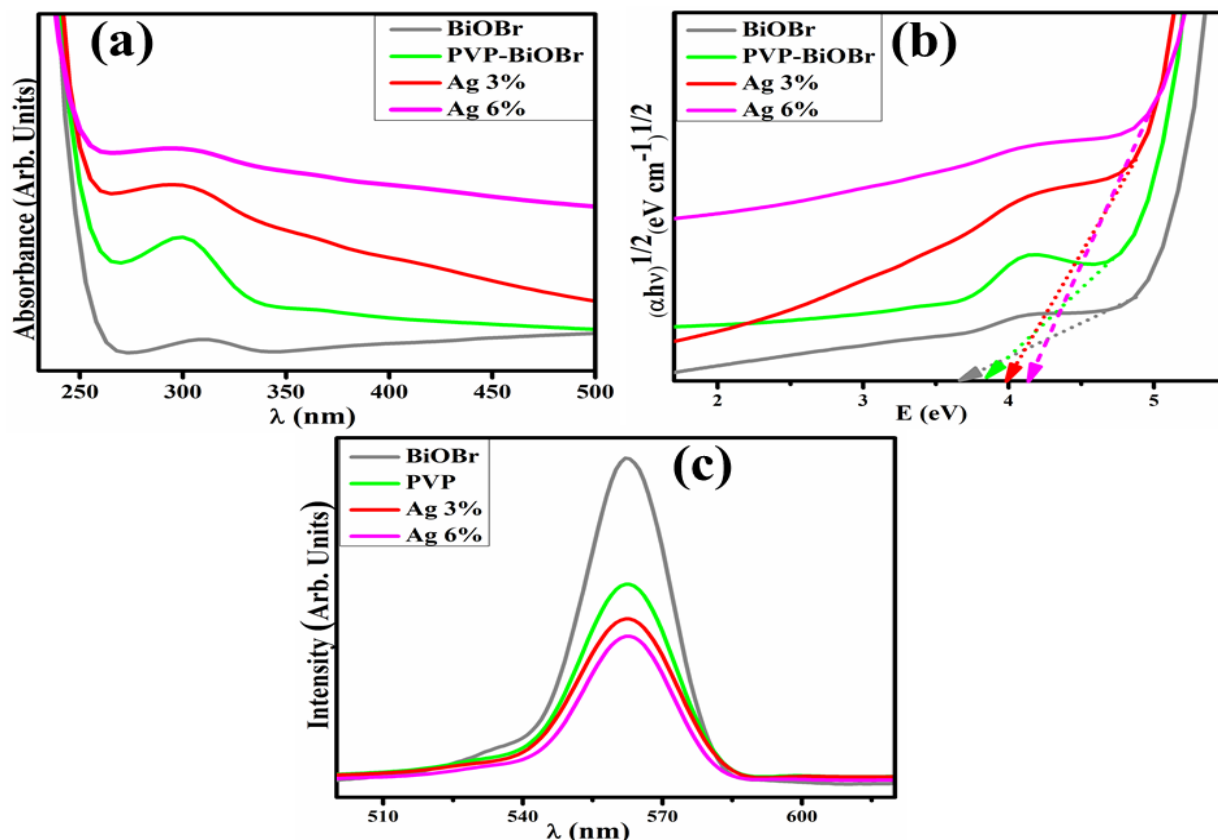 (a)
BiOBr
PVP-BiOBr
Ag 3%
Ag 6%
Absorbance (Arb. Units)
250 300 350 400 450 500
λ (nm)
(b)
BiOBr
PVP-BiOBr
Ag 3%
Ag 6%
(αhν)1/2(eV cm-1)1/2
2 3 4 5
E (eV)
(c)
BiOBr
PVP
Ag 3%
Ag 6%
Intensity (Arb. Units)
510 540 570 600
λ (nm)